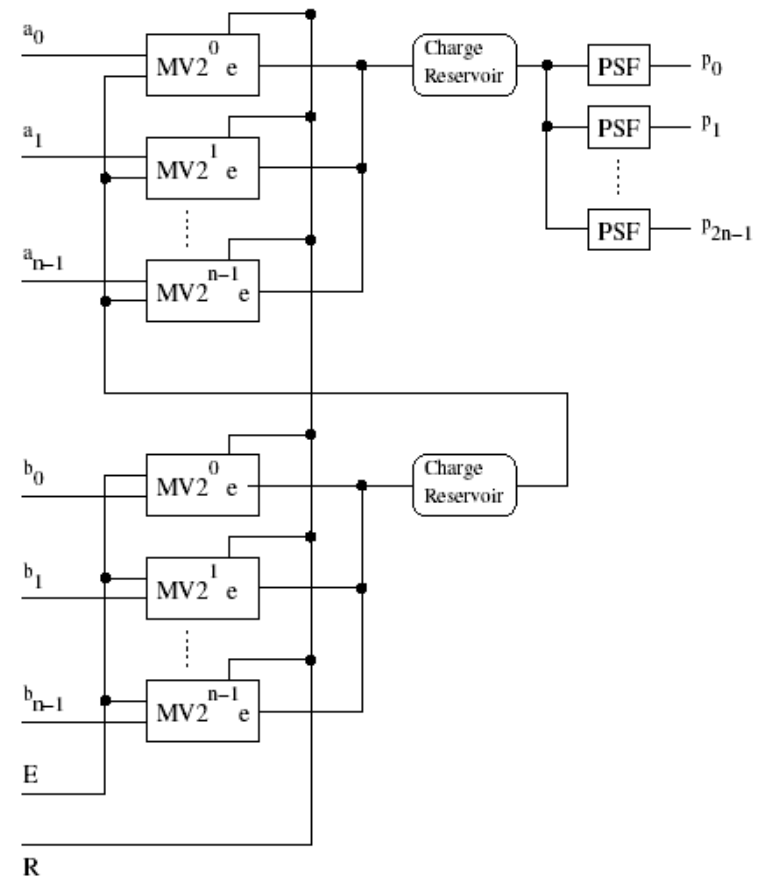 a0
MV2^0 e
Charge
Reservoir
PSF
p0
a1
MV2^1 e
PSF
p1
an-1
MV2^n-1 e
PSF
p2n-1
b0
MV2^0 e
Charge
Reservoir
b1
MV2^1 e
bn-1
MV2^n-1 e
E
R